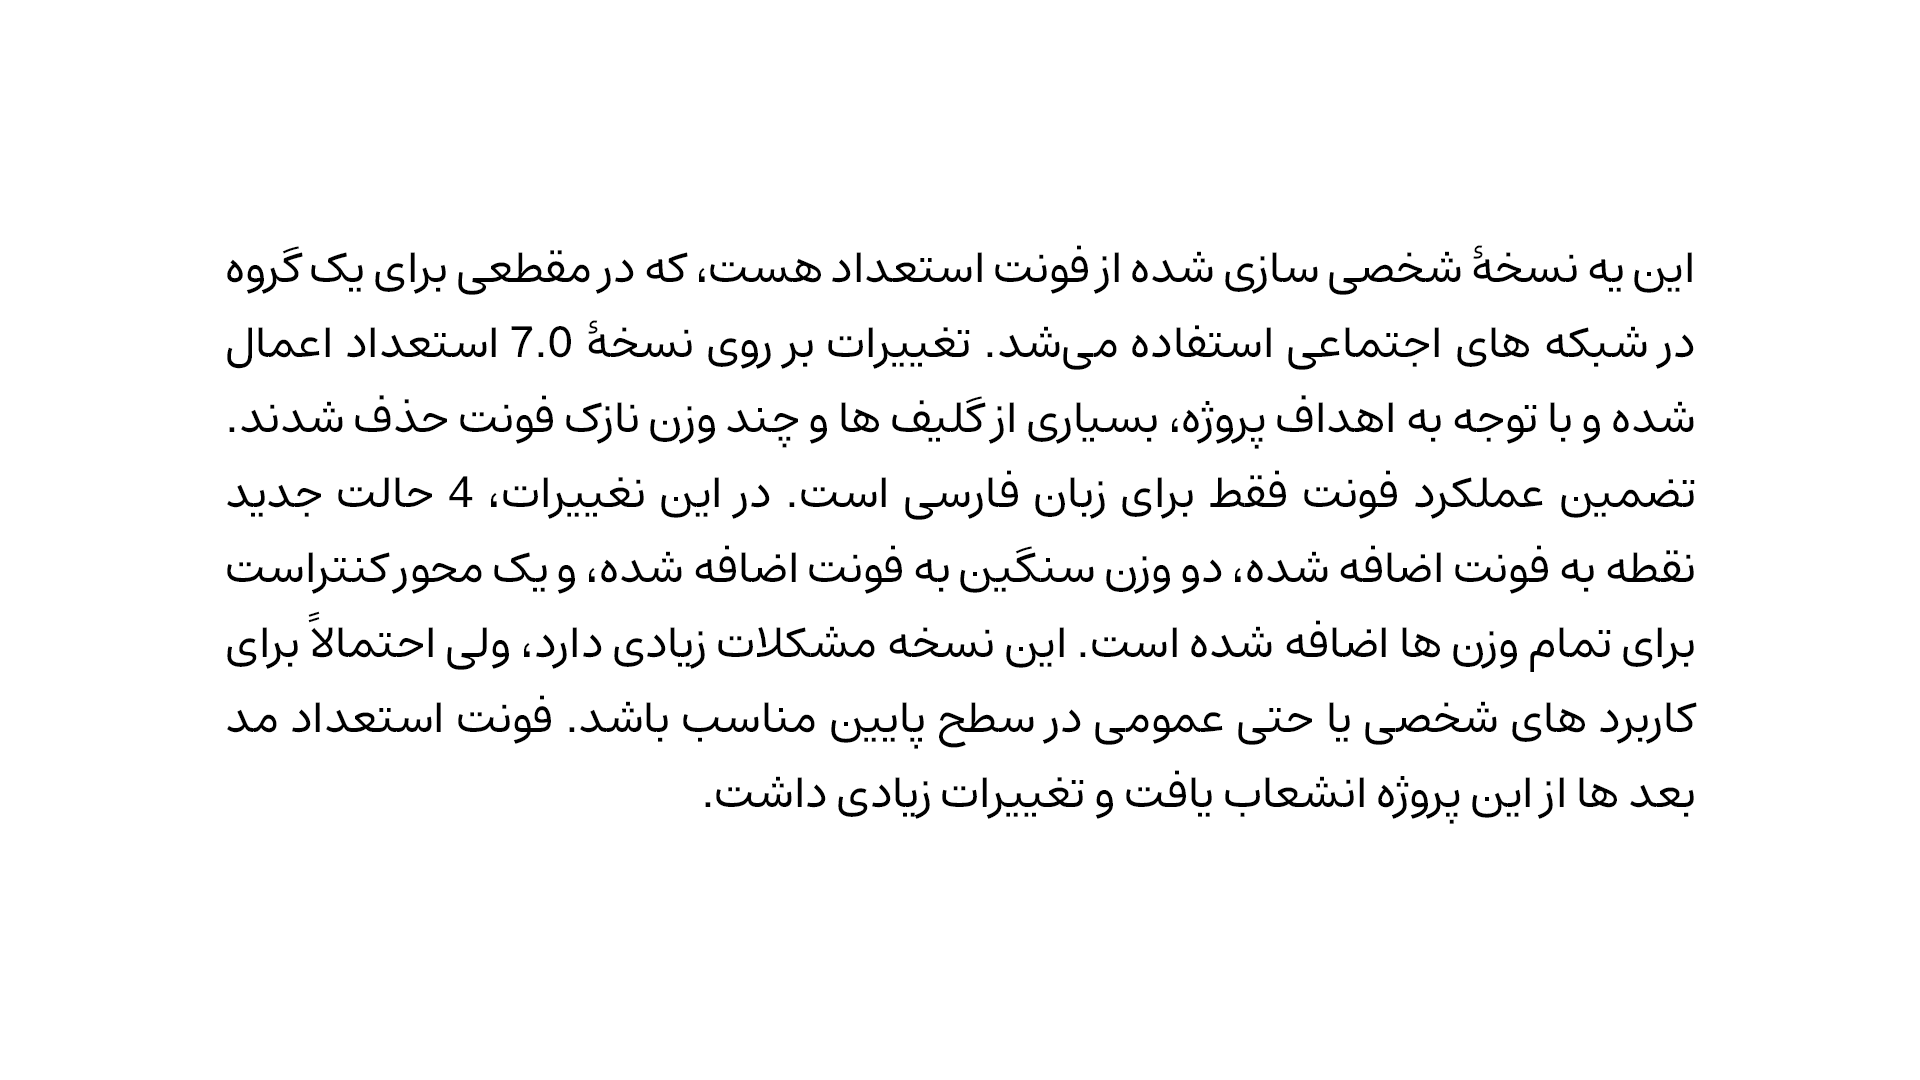 این یه نسخهٔ شخصی سازی شده از فونت استعداد هست، که در مقطعی برای یک گروه
در شبکه های اجتماعی استفاده می‌شد. تغییرات بر روی نسخهٔ 7.0 استعداد اعمال
شده و با توجه به اهداف پروژه، بسیاری از گلیف ها و چند وزن نازک فونت حذف شدند.
تضمین عملکرد فونت فقط برای زبان فارسی است. در این نغییرات، 4 حالت جدید
نقطه به فونت اضافه شده، دو وزن سنگین به فونت اضافه شده، و یک محور کنتراست
برای تمام وزن ها اضافه شده است. این نسخه مشکلات زیادی دارد، ولی احتمالاً برای
کاربرد های شخصی یا حتی عمومی در سطح پایین مناسب باشد. فونت استعداد مد
بعد ها از این پروژه انشعاب یافت و تغییرات زیادی داشت.